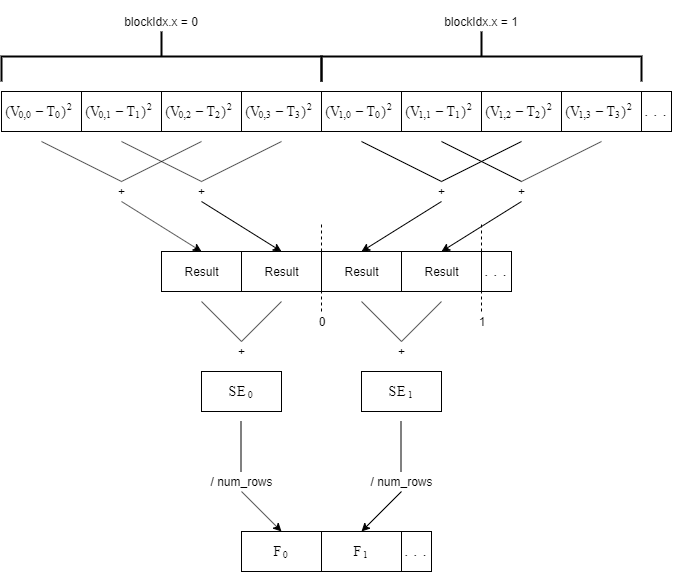 blockIdx.x = 0 blockIdx.x = 1
(V₀,₀ − T₀)² (V₀,₁ − T₁)² (V₀,₂ − T₂)² (V₀,₃ − T₃)² (V₁,₀ − T₀)² (V₁,₁ − T₁)² (V₁,₂ − T₂)² (V₁,₃ − T₃)² . . .
+ + + +
Result Result Result Result . . .
0 1
+ +
SE₀ SE₁
/ num_rows / num_rows
F₀ F₁ . . .